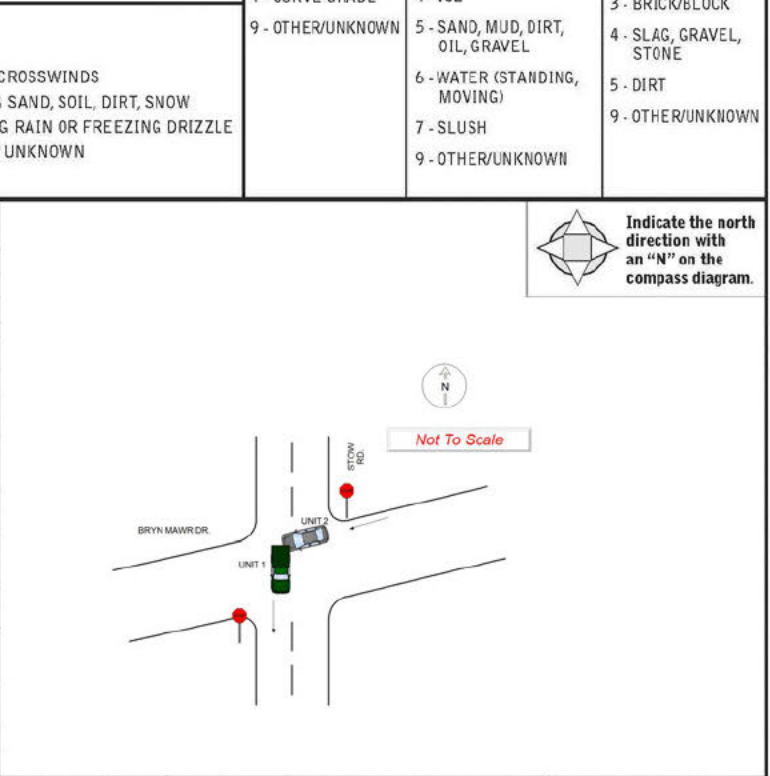 CROSSWINDS
SAND, SOIL, DIRT, SNOW
G RAIN OR FREEZING DRIZZLE
UNKNOWN
9 - OTHER/UNKNOWN
5 - SAND, MUD, DIRT,
OIL, GRAVEL
6 - WATER (STANDING,
MOVING)
7 - SLUSH
9 - OTHER/UNKNOWN
3 - BRICK/BLOCK
4 - SLAG, GRAVEL,
STONE
5 - DIRT
9 - OTHER/UNKNOWN
Indicate the north
direction with
an “N” on the
compass diagram.
N
Not To Scale
STOW
RD.
BRYN MAWR DR.
UNIT 2
UNIT 1